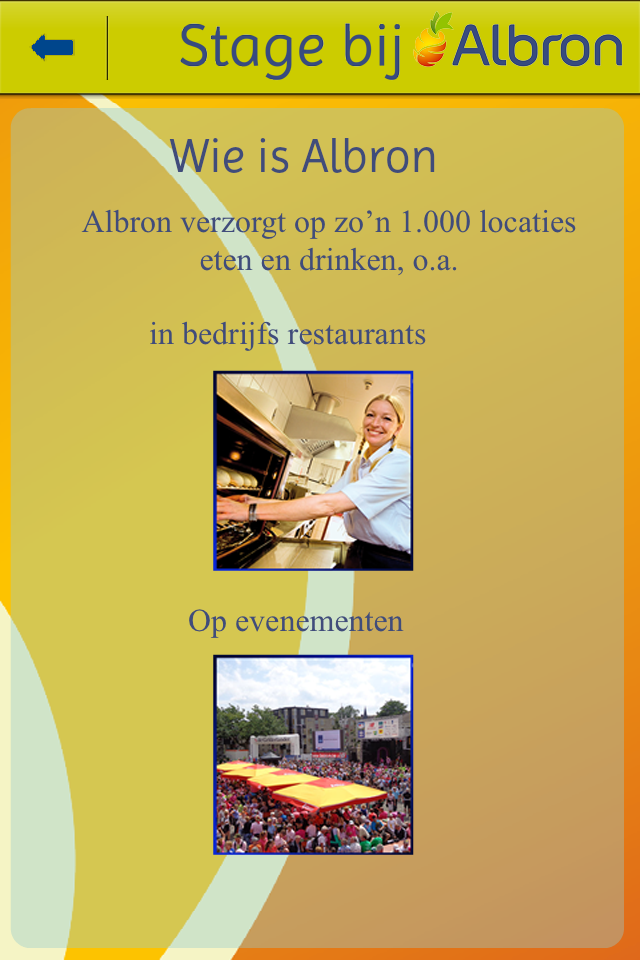 Stage bij Albron
Wie is Albron
Albron verzorgt op zo’n 1.000 locaties
eten en drinken, o.a.
in bedrijfs restaurants
Op evenementen